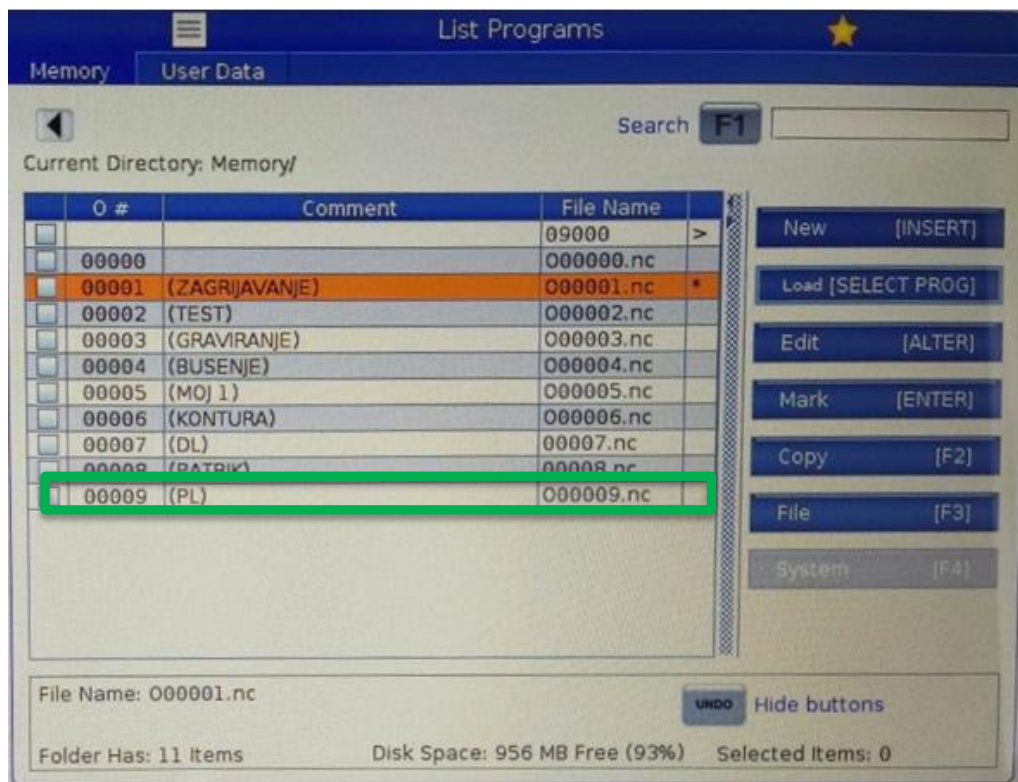 List Programs
Memory User Data
Search F1
Current Directory: Memory/
O # Comment File Name
09000 >
00000 O00000.nc
00001 (ZAGRIJAVANJE) O00001.nc *
00002 (TEST) O00002.nc
00003 (GRAVIRANJE) O00003.nc
00004 (BUSENJE) O00004.nc
00005 (MOJ 1) O00005.nc
00006 (KONTURA) O00006.nc
00007 (DL) 00007.nc
00008 (PATRIK) 00008.nc
00009 (PL) O00009.nc
New [INSERT]
Load [SELECT PROG]
Edit [ALTER]
Mark [ENTER]
Copy [F2]
File [F3]
System [F4]
File Name: O00001.nc
UNDO Hide buttons
Folder Has: 11 Items Disk Space: 956 MB Free (93%) Selected Items: 0